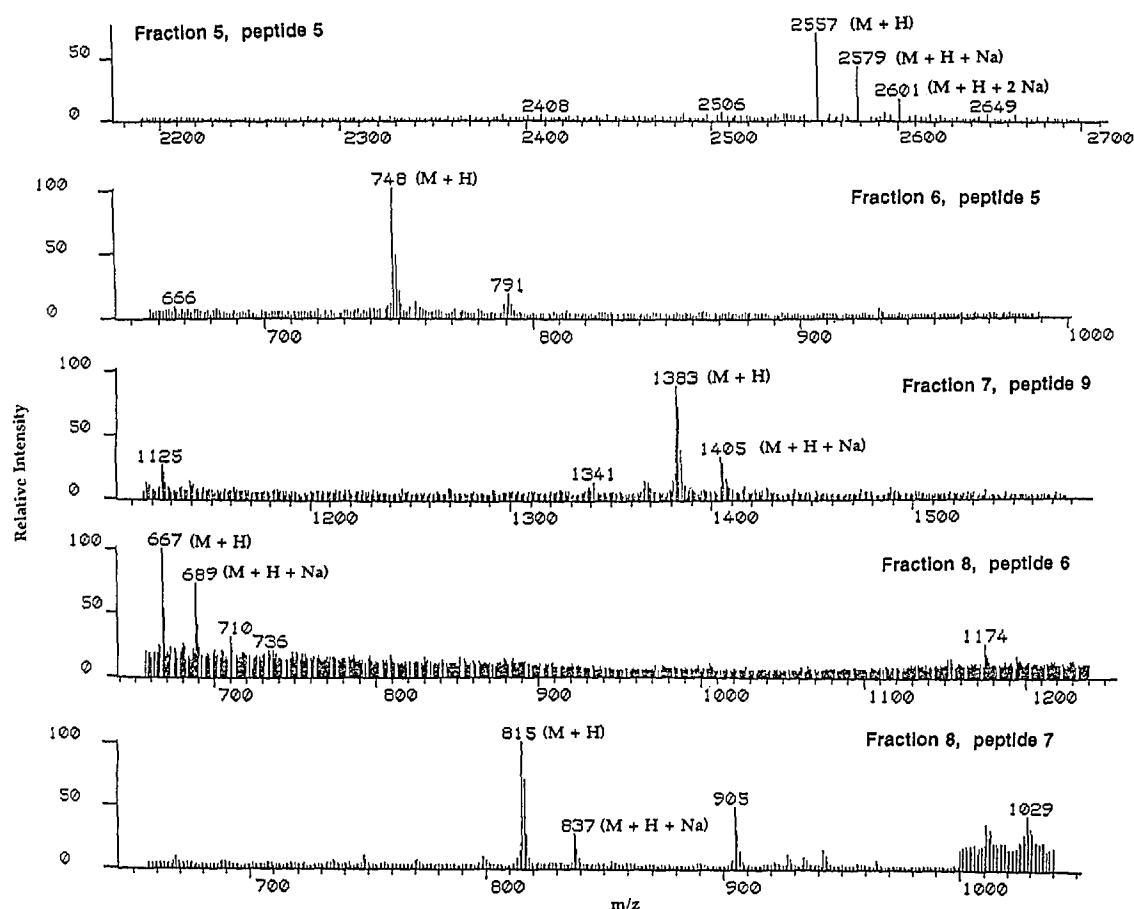 Fraction 5, peptide 5
2557 (M + H)
2579 (M + H + Na)
2601 (M + H + 2 Na)
2408
2506
2649
50
0
2200
2300
2400
2500
2600
2700
748 (M + H)
Fraction 6, peptide 5
666
791
100
50
0
700
800
900
1000
1383 (M + H)
Fraction 7, peptide 9
1405 (M + H + Na)
1125
1341
100
50
0
1200
1300
1400
1500
Relative Intensity
667 (M + H)
689 (M + H + Na)
Fraction 8, peptide 6
710
736
1174
100
50
0
700
800
900
1000
1100
1200
815 (M + H)
Fraction 8, peptide 7
837 (M + H + Na)
905
1029
100
50
0
700
800
900
1000
m/z